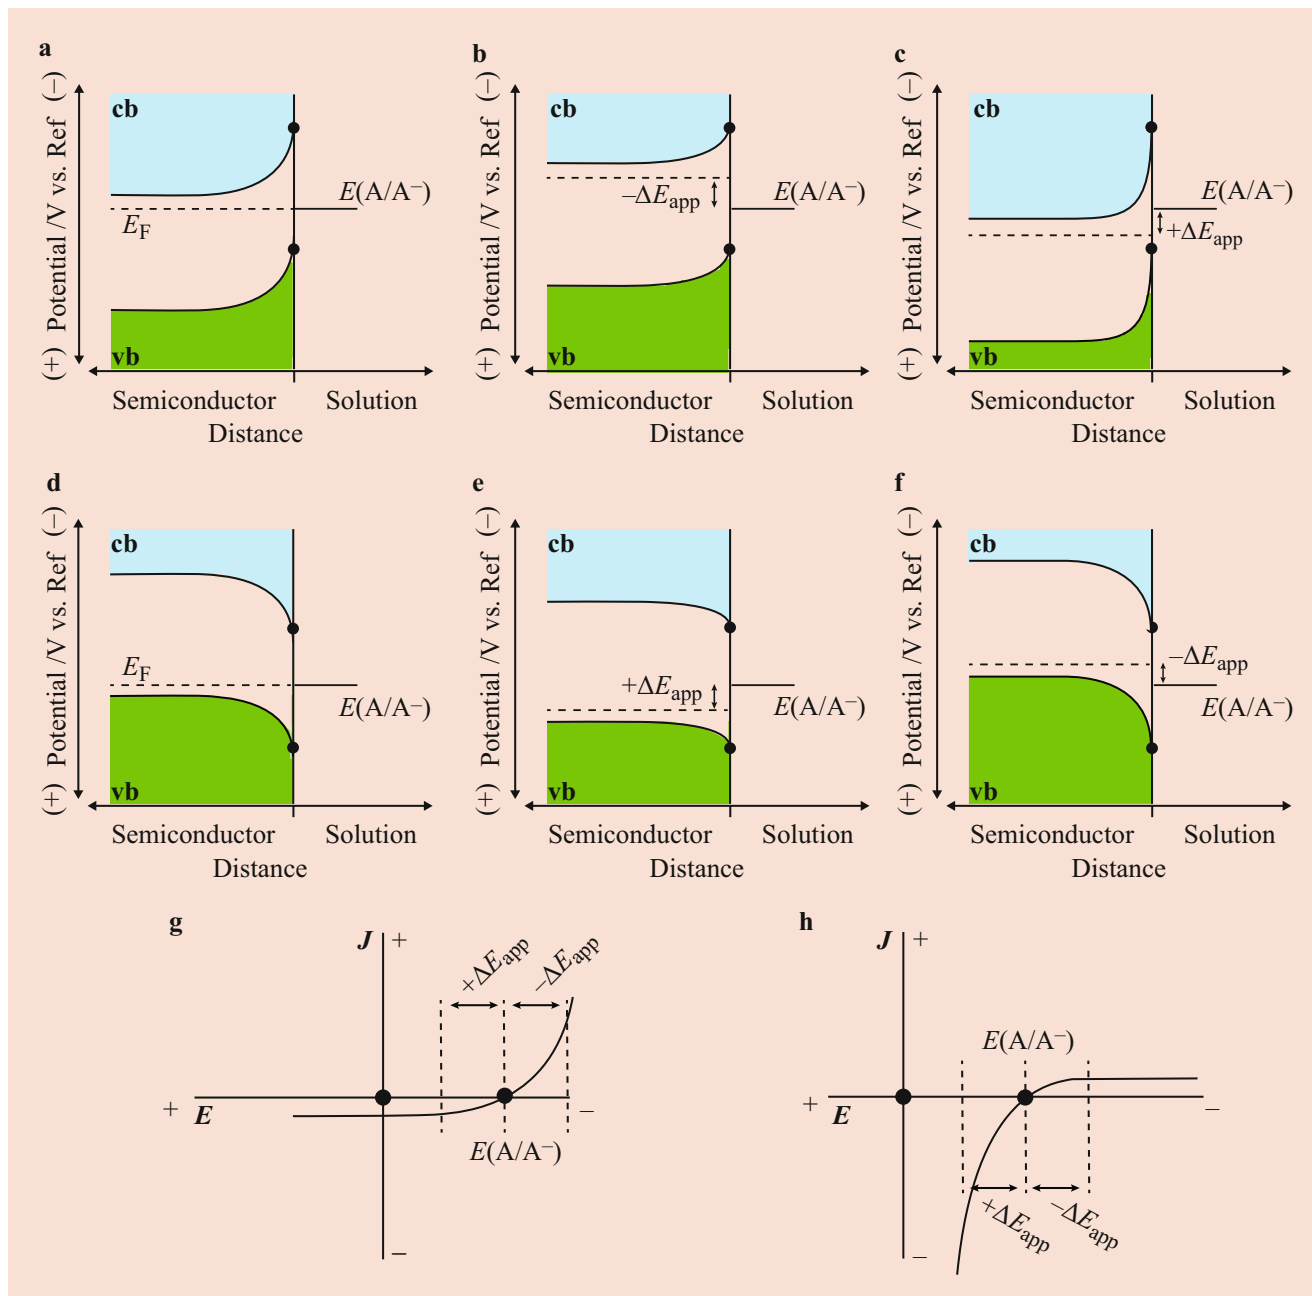 a
(+) Potential /V vs. Ref (–)
cb
E(A/A–)
EF
vb
Semiconductor
Solution
Distance
b
(+) Potential /V vs. Ref (–)
cb
E(A/A–)
–ΔEapp
vb
Semiconductor
Solution
Distance
c
(+) Potential /V vs. Ref (–)
cb
E(A/A–)
+ΔEapp
vb
Semiconductor
Solution
Distance
d
(+) Potential /V vs. Ref (–)
cb
EF
E(A/A–)
vb
Semiconductor
Solution
Distance
e
(+) Potential /V vs. Ref (–)
cb
+ΔEapp
E(A/A–)
vb
Semiconductor
Solution
Distance
f
(+) Potential /V vs. Ref (–)
cb
–ΔEapp
E(A/A–)
vb
Semiconductor
Solution
Distance
g
J +
+ΔEapp
–ΔEapp
+ E –
E(A/A–)
–
h
J +
E(A/A–)
+ E –
+ΔEapp
–ΔEapp
–